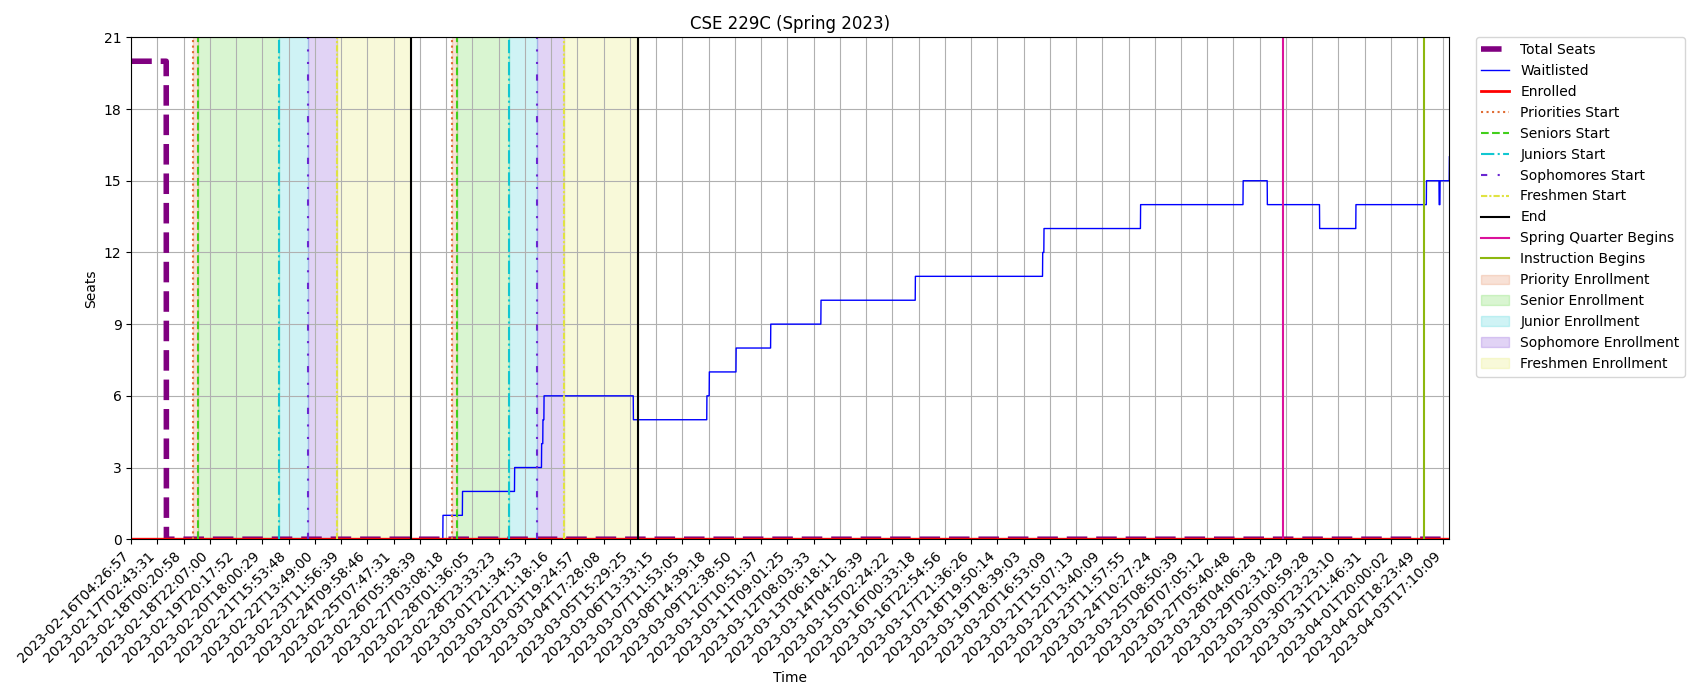 CSE 229C (Spring 2023)
21
18
15
12
9
6
3
0
Seats
2023-02-16T04:26:57
2023-02-17T02:43:31
2023-02-18T00:20:58
2023-02-18T22:07:00
2023-02-19T20:17:52
2023-02-20T18:00:29
2023-02-21T15:53:48
2023-02-22T13:49:00
2023-02-23T11:56:39
2023-02-24T09:58:46
2023-02-25T07:47:31
2023-02-26T05:38:39
2023-02-27T03:08:18
2023-02-28T01:36:05
2023-02-28T23:33:23
2023-03-01T21:34:53
2023-03-02T21:18:16
2023-03-03T19:24:57
2023-03-04T17:28:08
2023-03-05T15:29:25
2023-03-06T13:33:15
2023-03-07T11:53:05
2023-03-08T14:39:18
2023-03-09T12:38:50
2023-03-10T10:51:37
2023-03-11T09:01:25
2023-03-12T08:03:33
2023-03-13T06:18:11
2023-03-14T04:26:39
2023-03-15T02:24:22
2023-03-16T00:33:18
2023-03-16T22:54:56
2023-03-17T21:36:26
2023-03-18T19:50:14
2023-03-19T18:39:03
2023-03-20T16:53:09
2023-03-21T15:07:13
2023-03-22T13:40:09
2023-03-23T11:57:55
2023-03-24T10:27:24
2023-03-25T08:50:39
2023-03-26T07:05:12
2023-03-27T05:40:48
2023-03-28T04:06:28
2023-03-29T02:31:29
2023-03-30T00:59:28
2023-03-30T23:23:10
2023-03-31T21:46:31
2023-04-01T20:00:02
2023-04-02T18:23:49
2023-04-03T17:10:09
Time
Total Seats
Waitlisted
Enrolled
Priorities Start
Seniors Start
Juniors Start
Sophomores Start
Freshmen Start
End
Spring Quarter Begins
Instruction Begins
Priority Enrollment
Senior Enrollment
Junior Enrollment
Sophomore Enrollment
Freshmen Enrollment